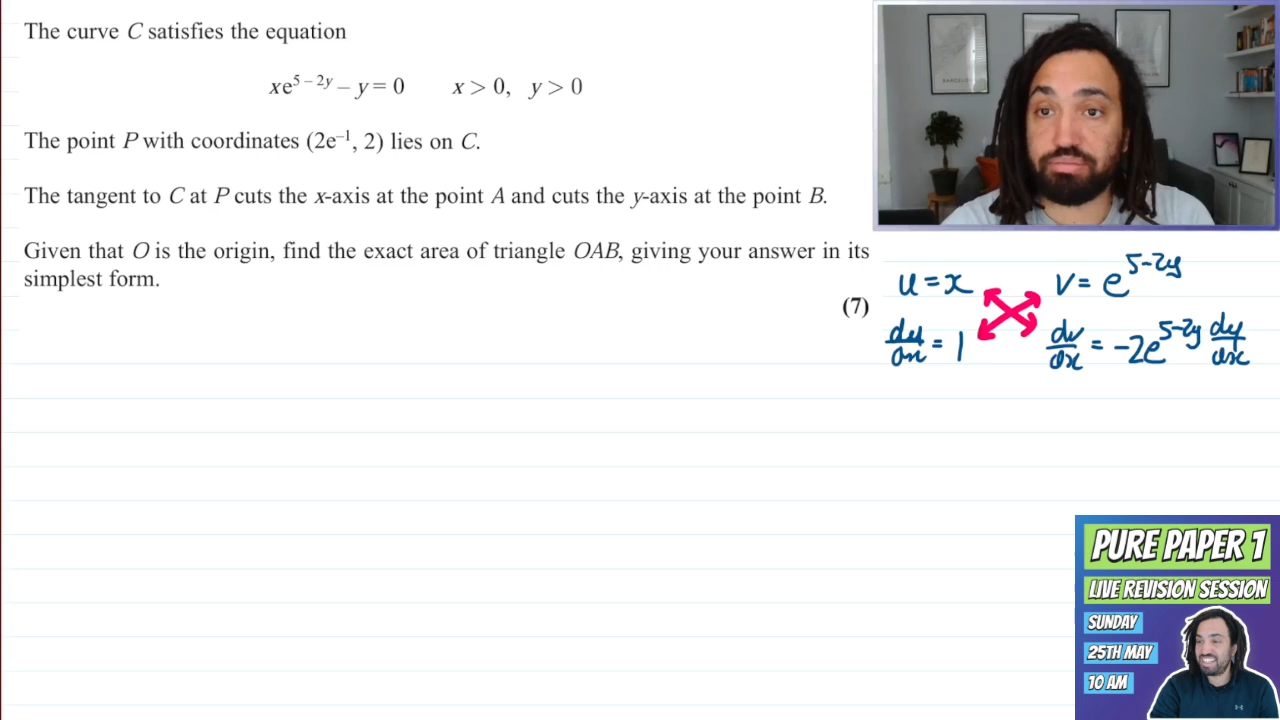 The curve C satisfies the equation
xe^{5 – 2y} – y = 0 x > 0, y > 0
The point P with coordinates (2e^{–1}, 2) lies on C.
The tangent to C at P cuts the x-axis at the point A and cuts the y-axis at the point B.
Given that O is the origin, find the exact area of triangle OAB, giving your answer in its
simplest form.
(7)
u = x v = e^{5-2y}
du/dx = 1 dv/dx = -2e^{5-2y} dy/dx
PURE PAPER 1
LIVE REVISION SESSION
SUNDAY
25TH MAY
10 AM